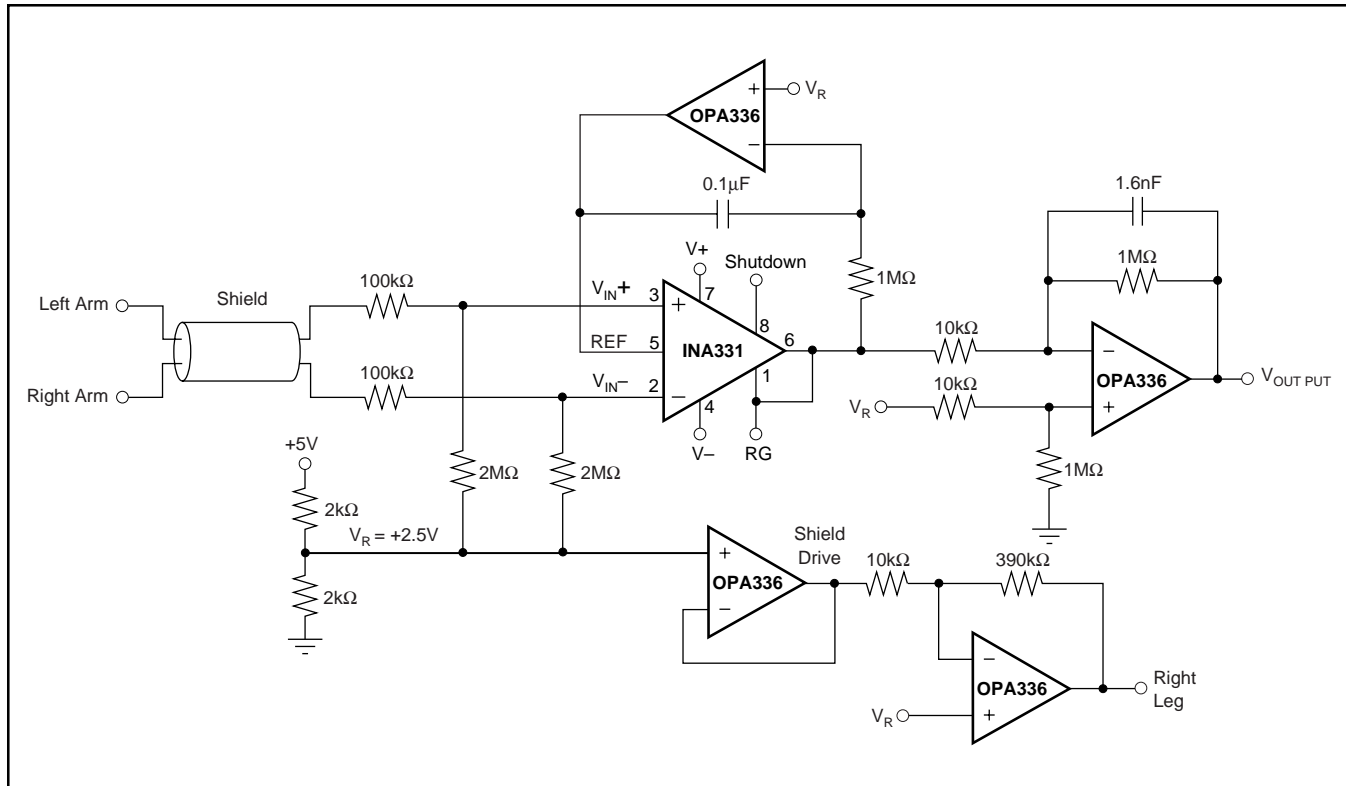 OPA336
+
−
V_R
0.1μF
1.6nF
1MΩ
1MΩ
V+
Shutdown
100kΩ
Left Arm
Shield
V_IN+
3
+
7
8
REF
5
INA331
6
10kΩ
−
OPA336
V_OUT PUT
Right Arm
100kΩ
V_IN−
2
−
4
1
V_R
10kΩ
+
V−
RG
+5V
2MΩ
2MΩ
1MΩ
2kΩ
V_R = +2.5V
Shield
Drive
+
OPA336
−
10kΩ
390kΩ
2kΩ
−
OPA336
+
V_R
Right
Leg